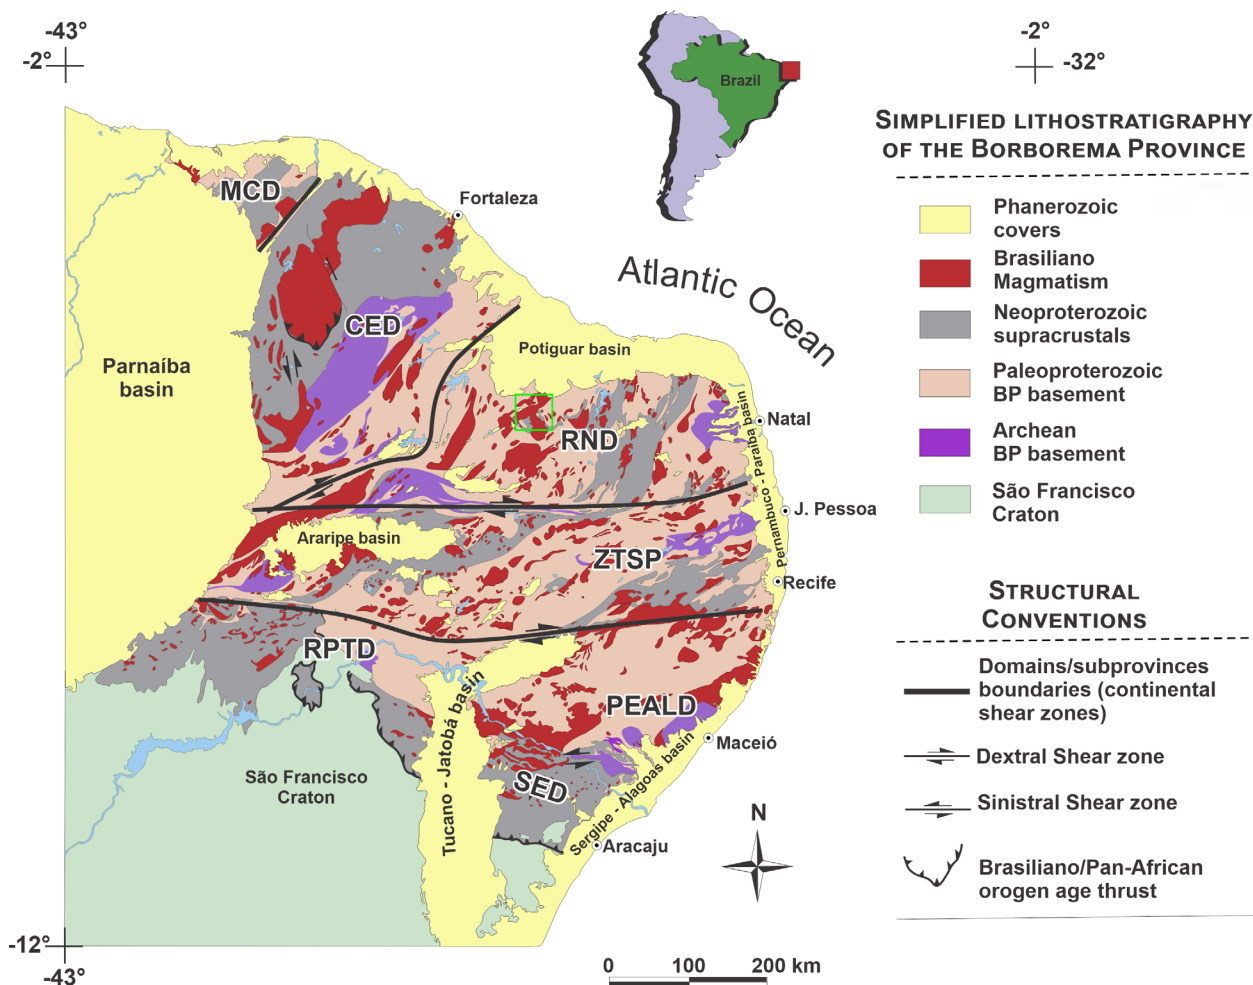 -43°
-2°
Brazil
-2°
-32°
SIMPLIFIED LITHOSTRATIGRAPHY
OF THE BORBOREMA PROVINCE
Phanerozoic
covers
Brasiliano
Magmatism
Neoproterozoic
supracrustals
Paleoproterozoic
BP basement
Archean
BP basement
São Francisco
Craton
STRUCTURAL
CONVENTIONS
Domains/subprovinces
boundaries (continental
shear zones)
Dextral Shear zone
Sinistral Shear zone
Brasiliano/Pan-African
orogen age thrust
MCD
Fortaleza
Atlantic Ocean
CED
Potiguar basin
Parnaíba
basin
RND
Natal
Pernambuco - Paraíba basin
J. Pessoa
Araripe basin
ZTSP
Recife
RPTD
PEALD
Maceió
Tucano - Jatobá basin
São Francisco
Craton
SED
Sergipe - Alagoas basin
Aracaju
N
-12°
-43°
0 100 200 km